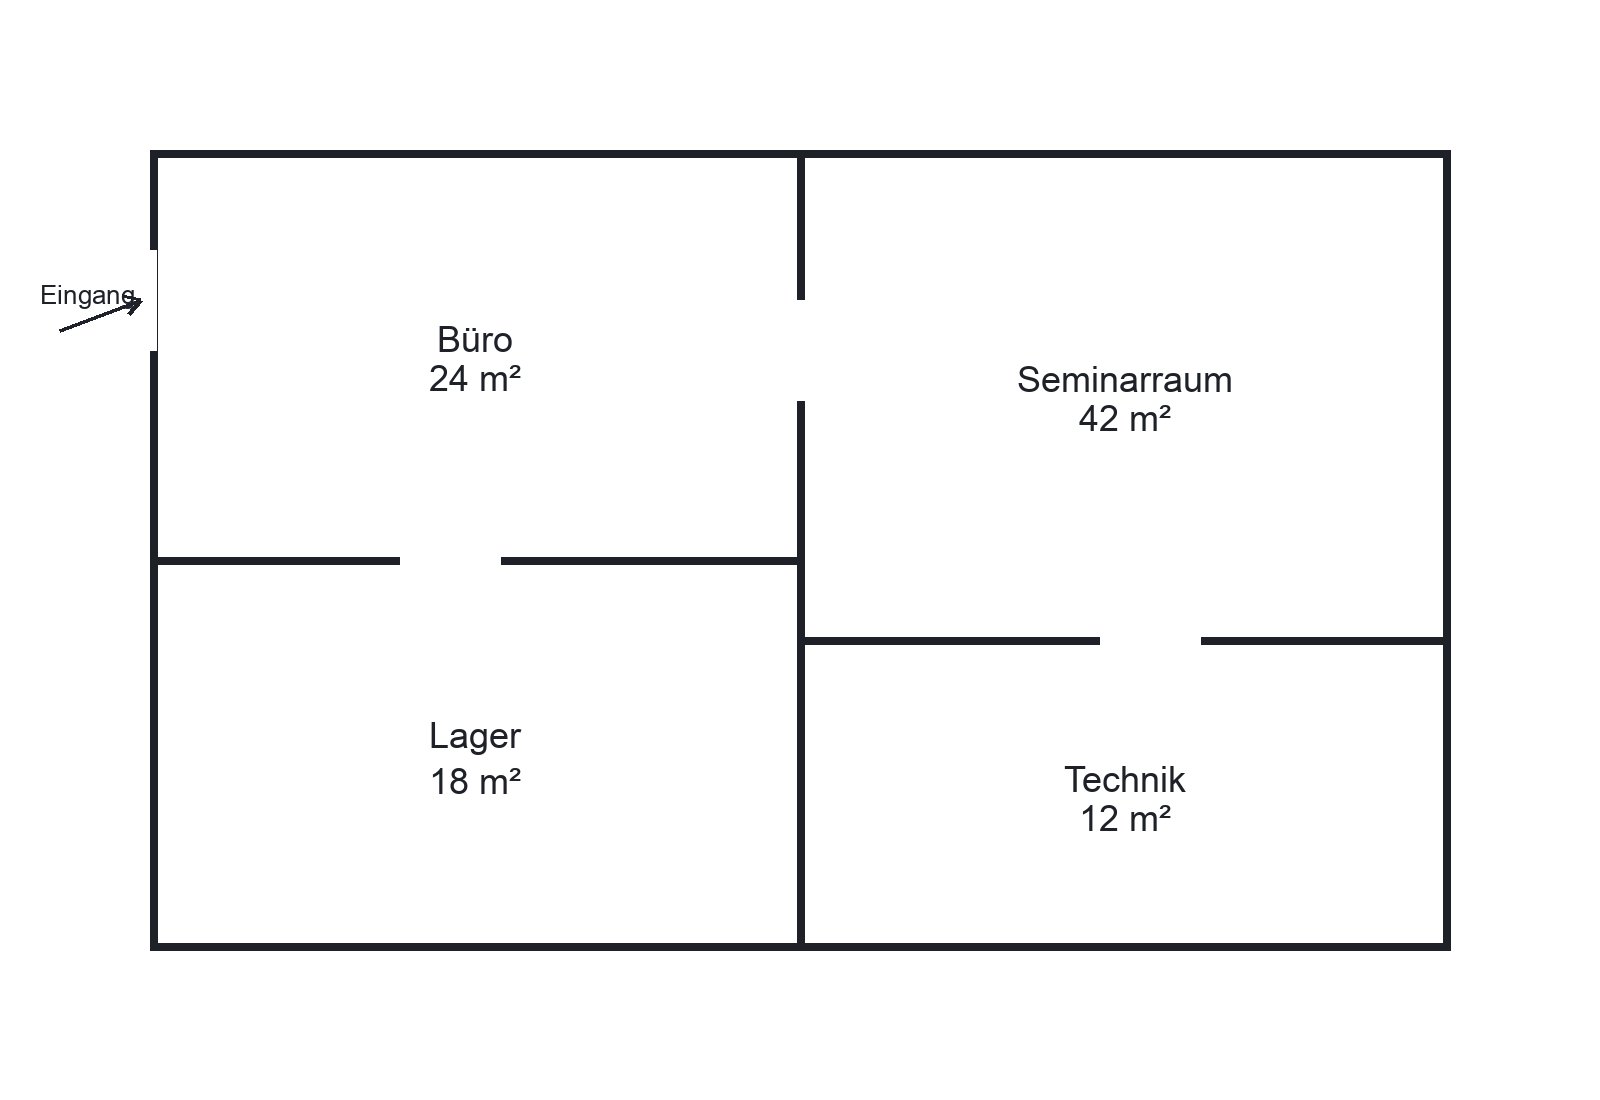 Eingang
Büro
24 m²
Seminarraum
42 m²
Lager
18 m²
Technik
12 m²